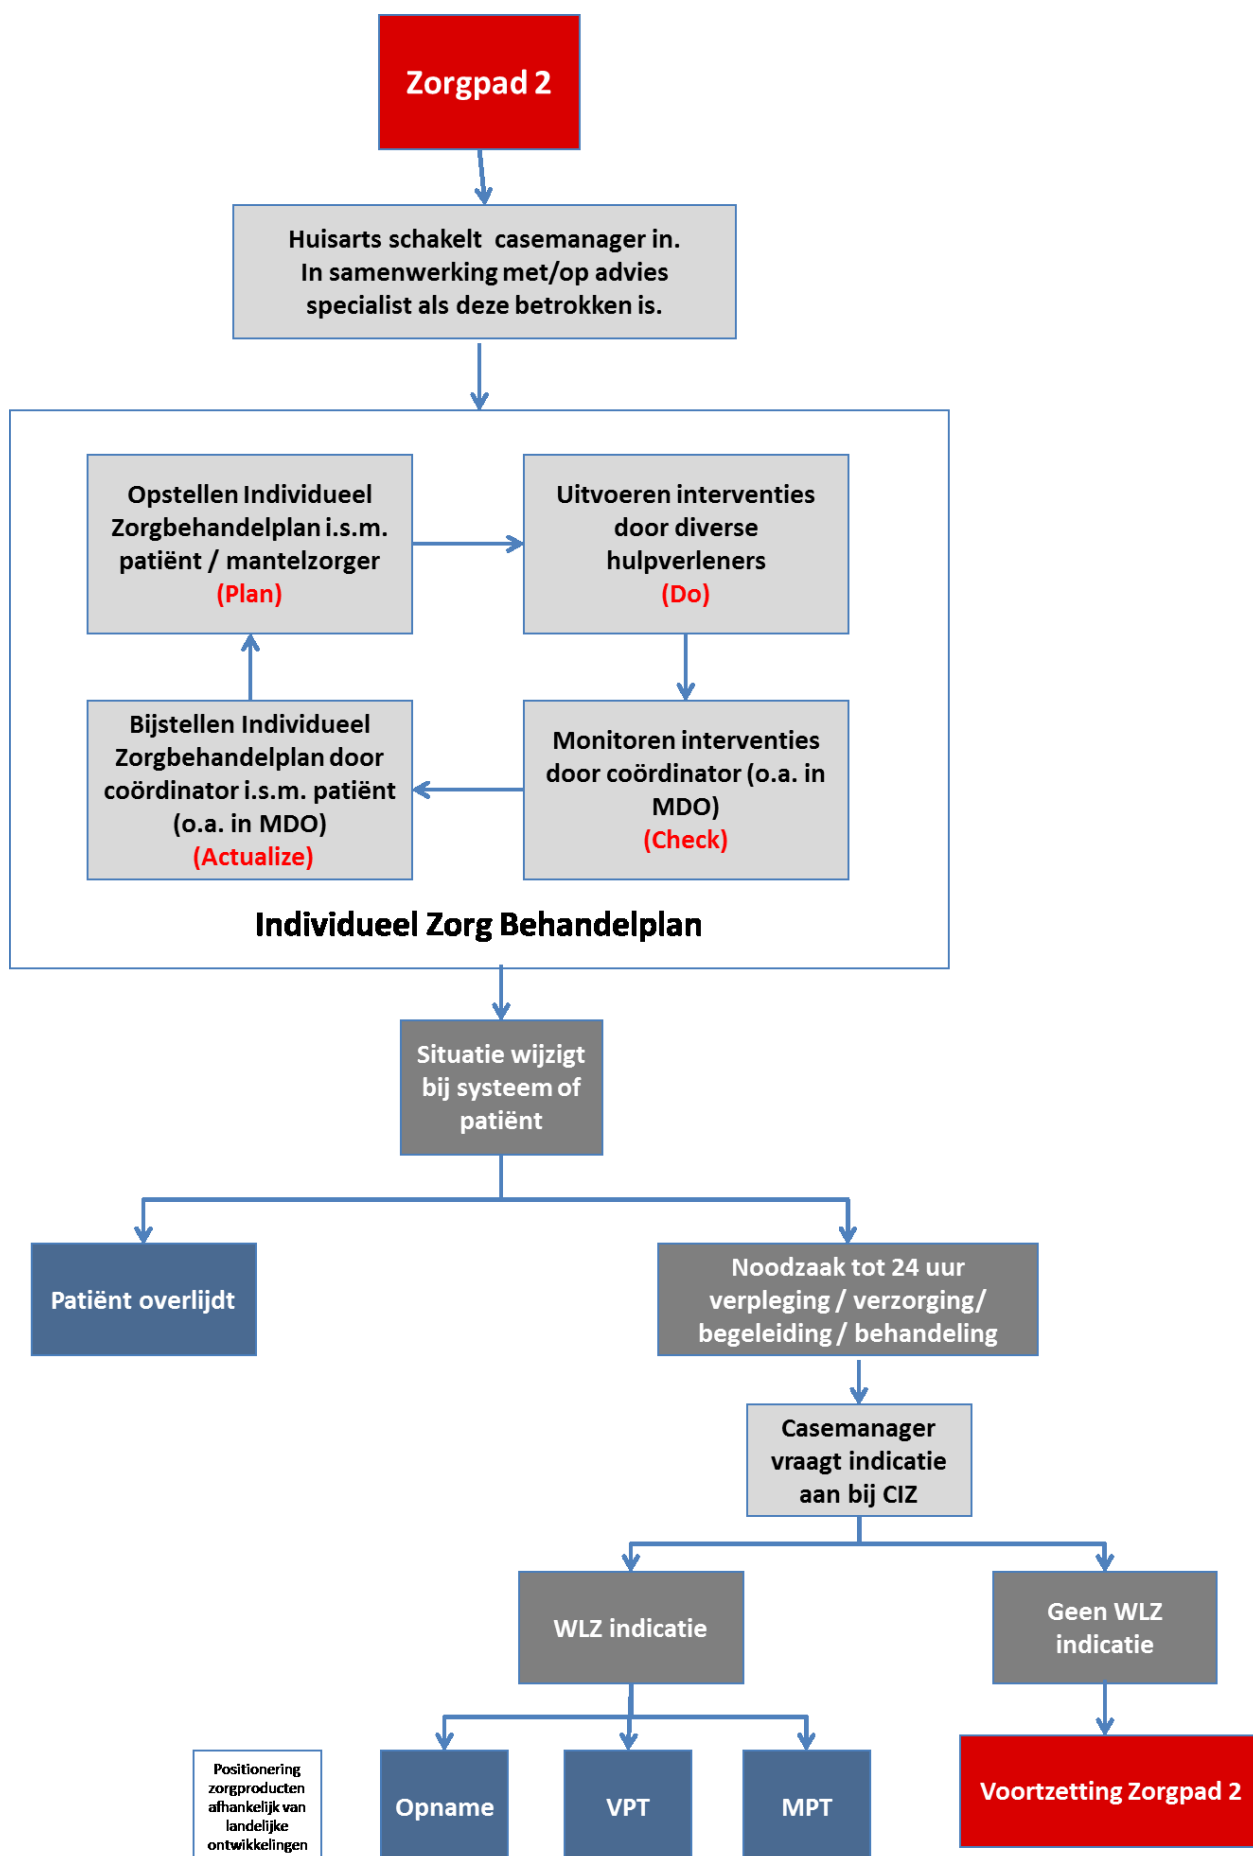 Zorgpad 2
Huisarts schakelt casemanager in.
In samenwerking met/op advies
specialist als deze betrokken is.
Opstellen Individueel
Zorgbehandelplan i.s.m.
patiënt / mantelzorger
(Plan)
Uitvoeren interventies
door diverse
hulpverleners
(Do)
Bijstellen Individueel
Zorgbehandelplan door
coördinator i.s.m. patiënt
(o.a. in MDO)
(Actualize)
Monitoren interventies
door coördinator (o.a. in
MDO)
(Check)
Individueel Zorg Behandelplan
Situatie wijzigt
bij systeem of
patiënt
Patiënt overlijdt
Noodzaak tot 24 uur
verpleging / verzorging/
begeleiding / behandeling
Casemanager
vraagt indicatie
aan bij CIZ
WLZ indicatie
Geen WLZ
indicatie
Positionering
zorgproducten
afhankelijk van
landelijke
ontwikkelingen
Opname
VPT
MPT
Voortzetting Zorgpad 2